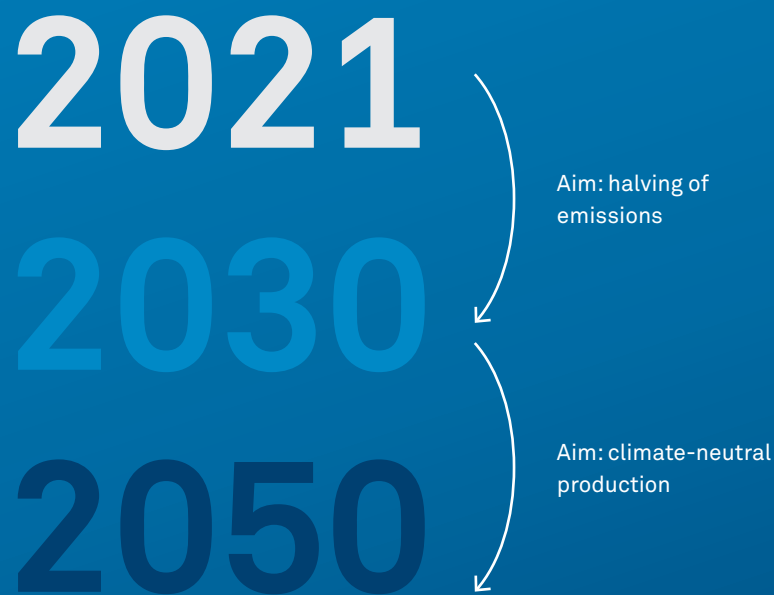 2021
Aim: halving of
emissions
2030
Aim: climate-neutral
production
2050